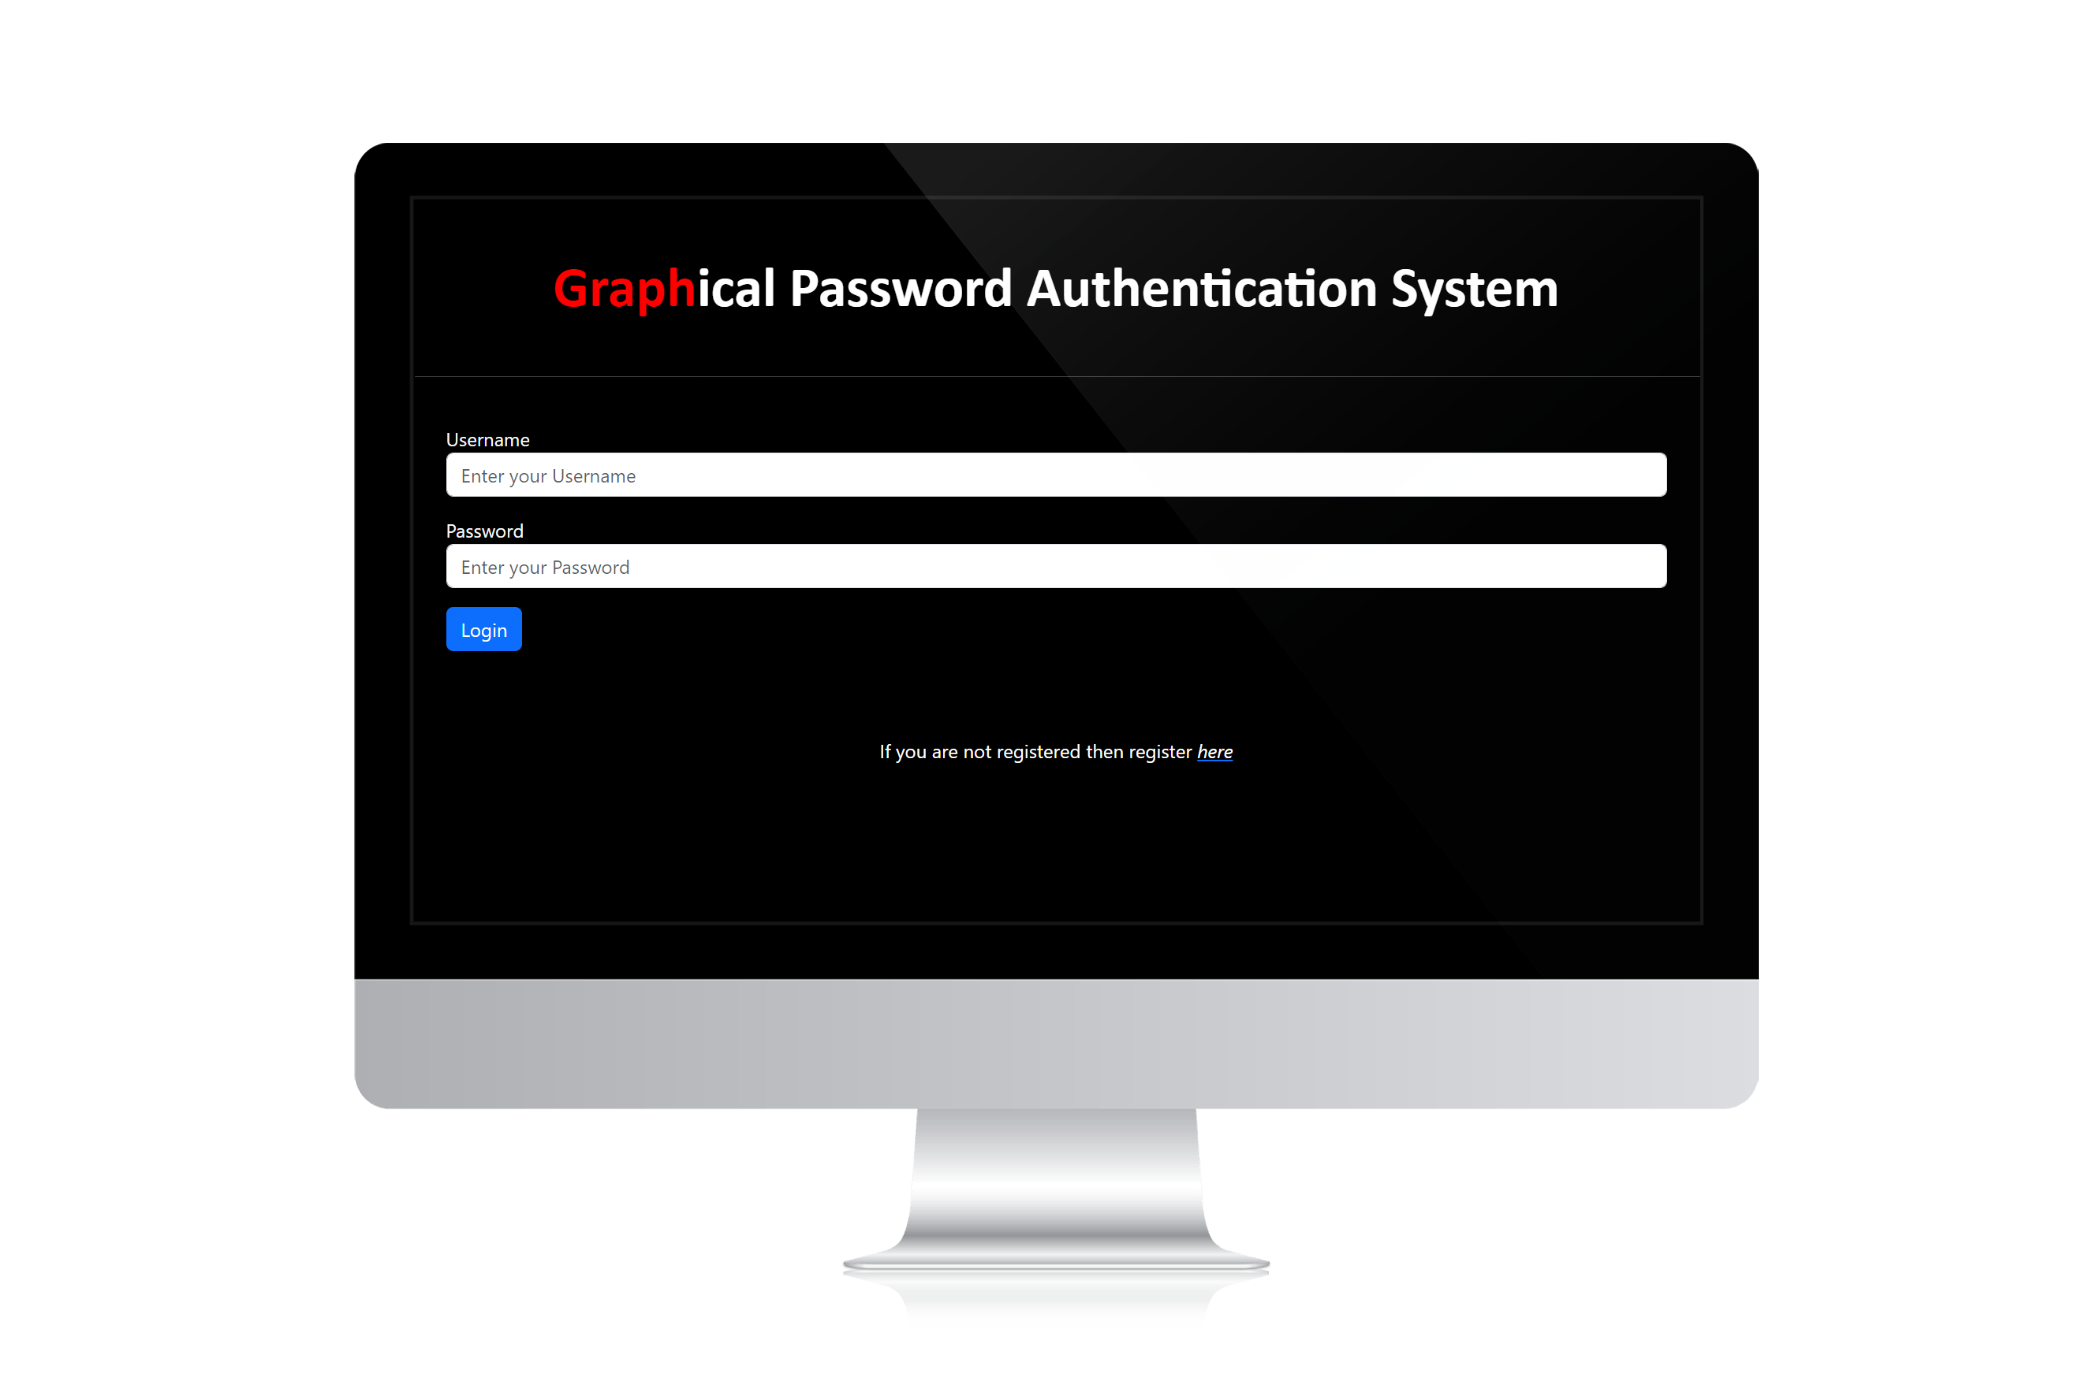 Graphical Password Authentication System
Username
Enter your Username
Password
Enter your Password
Login
If you are not registered then register here